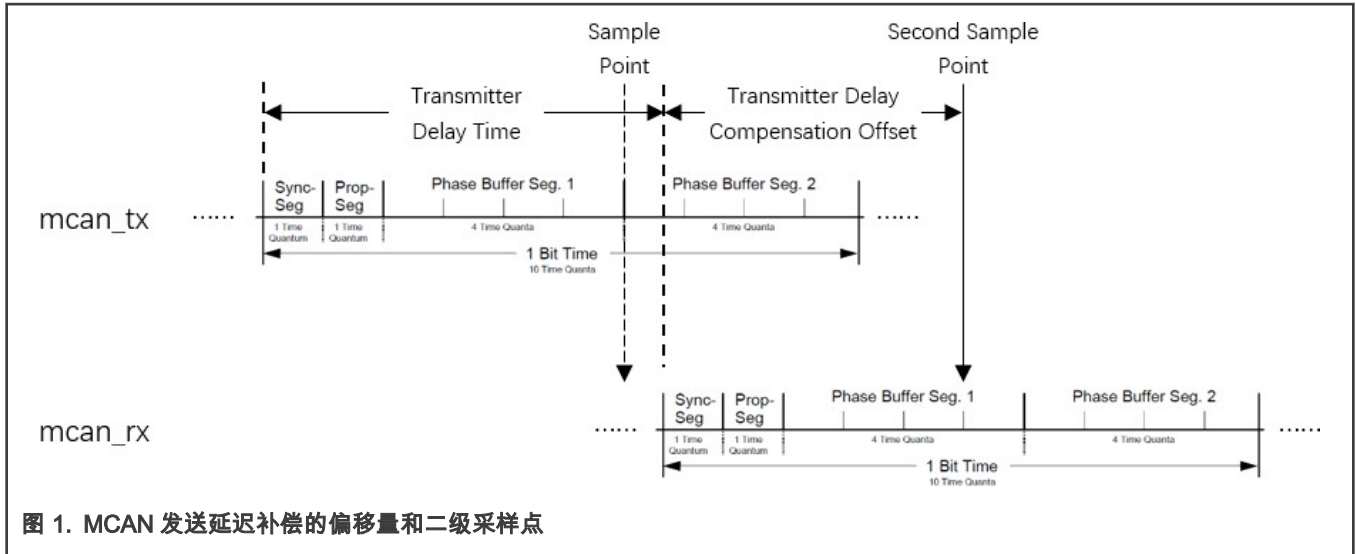 Sample
Point
Second Sample
Point
Transmitter
Delay Time
Transmitter Delay
Compensation Offset
mcan_tx
......
Sync-
Seg
Prop-
Seg
Phase Buffer Seg. 1
Phase Buffer Seg. 2
1 Time
Quantum
1 Time
Quantum
4 Time Quanta
4 Time Quanta
......
1 Bit Time
10 Time Quanta
mcan_rx
......
Sync-
Seg
Prop-
Seg
Phase Buffer Seg. 1
Phase Buffer Seg. 2
1 Time
Quantum
1 Time
Quantum
4 Time Quanta
4 Time Quanta
......
1 Bit Time
10 Time Quanta
图 1. MCAN 发送延迟补偿的偏移量和二级采样点